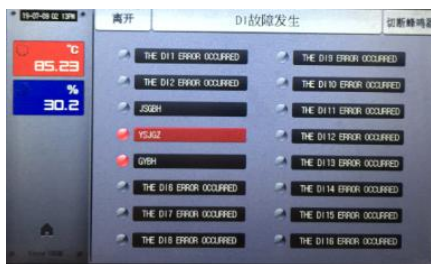 19-07-09 02 13PM
离开
DI故障发生
切断蜂鸣器
℃
85.23
%
30.2
THE DI1 ERROR OCCURRED
THE DI2 ERROR OCCURRED
JSGBH
YSJGZ
GYBH
THE DI6 ERROR OCCURRED
THE DI7 ERROR OCCURRED
THE DI8 ERROR OCCURRED
THE DI9 ERROR OCCURRED
THE DI10 ERROR OCCURRED
THE DI11 ERROR OCCURRED
THE DI12 ERROR OCCURRED
THE DI13 ERROR OCCURRED
THE DI14 ERROR OCCURRED
THE DI15 ERROR OCCURRED
THE DI16 ERROR OCCURRED